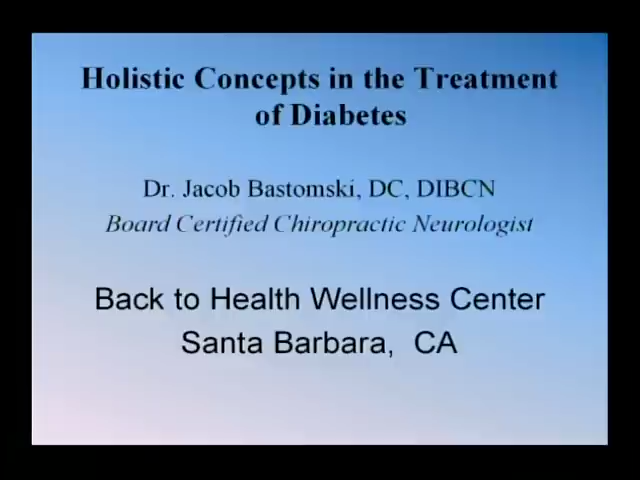 Holistic Concepts in the Treatment
of Diabetes
Dr. Jacob Bastomski, DC, DIBCN
Board Certified Chiropractic Neurologist
Back to Health Wellness Center
Santa Barbara, CA